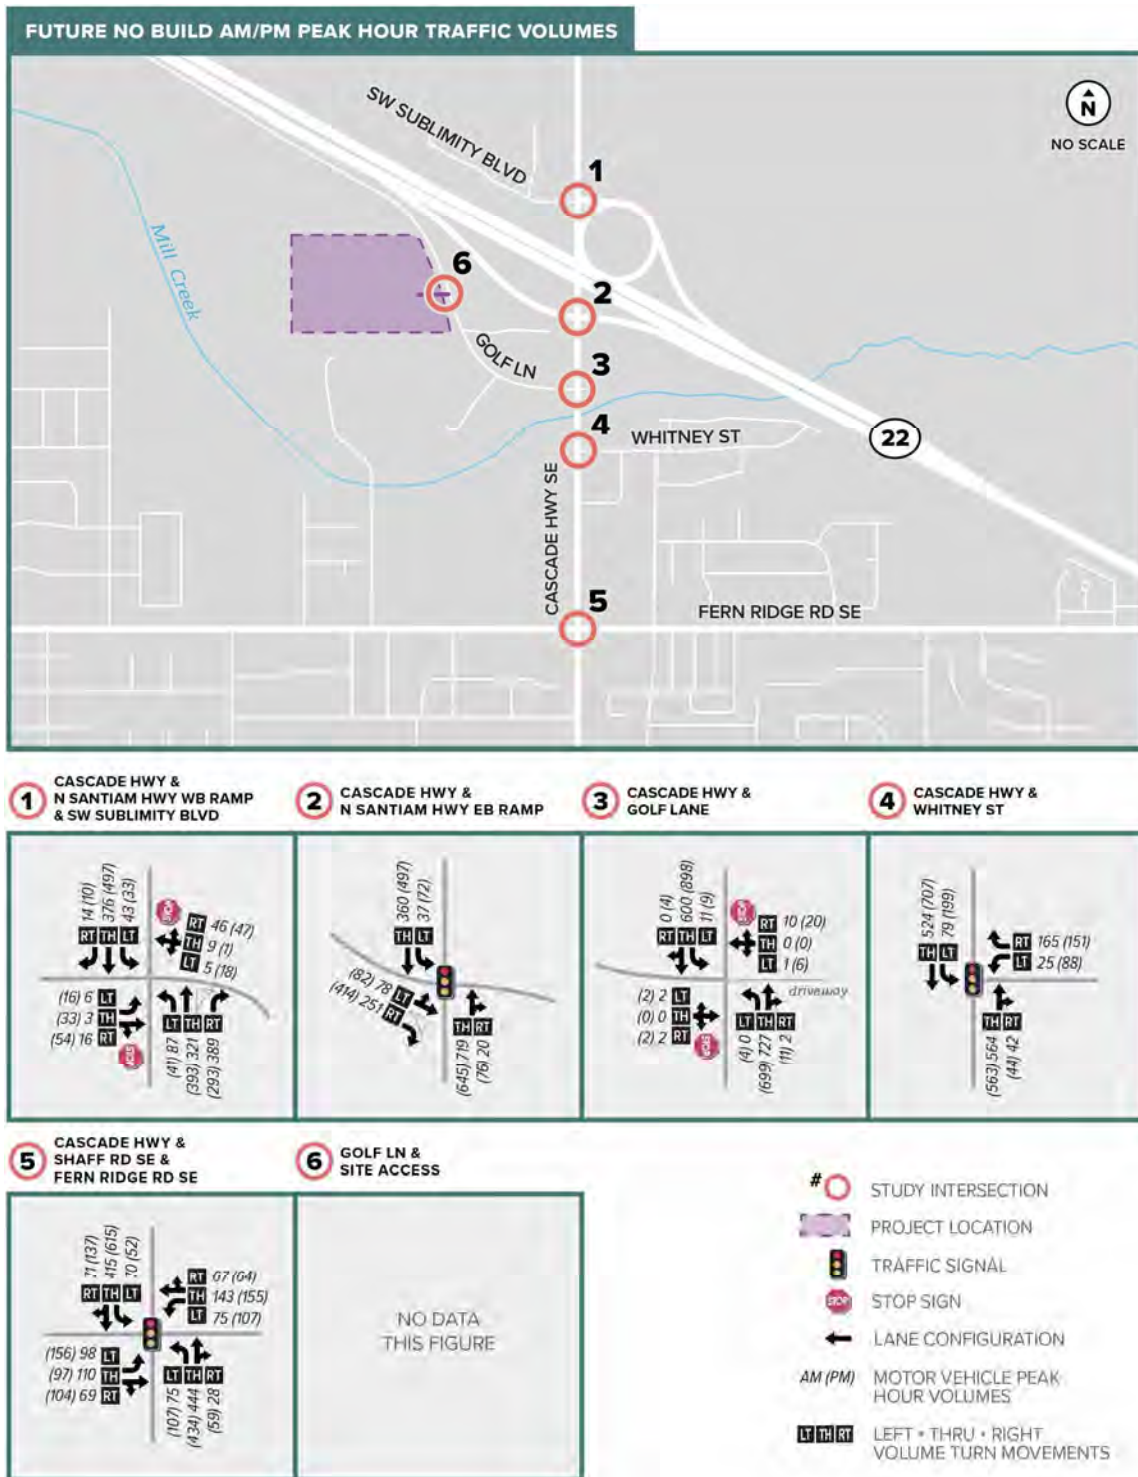 FUTURE NO BUILD AM/PM PEAK HOUR TRAFFIC VOLUMES
N
NO SCALE
SW SUBLIMITY BLVD
1
Mill Creek
6
2
GOLF LN
3
4
WHITNEY ST
22
CASCADE HWY SE
5
FERN RIDGE RD SE
1
CASCADE HWY &
N SANTIAM HWY WB RAMP
& SW SUBLIMITY BLVD
14 (10)
376 (497)
43 (33)
RT TH LT
STOP
RT 46 (47)
TH 9 (1)
LT 5 (18)
(16) 6 LT
(33) 3 TH
(54) 16 RT
STOP
LT TH RT
(41) 87
(393) 321
(293) 389
2
CASCADE HWY &
N SANTIAM HWY EB RAMP
360 (497)
37 (72)
TH LT
(82) 78 LT
(414) 251 RT
TH RT
(645) 719
(76) 20
3
CASCADE HWY &
GOLF LANE
0 (4)
600 (898)
11 (9)
RT TH LT
STOP
RT 10 (20)
TH 0 (0)
LT 1 (6)
driveway
(2) 2 LT
(0) 0 TH
(2) 2 RT
STOP
LT TH RT
(4) 0
(699) 727
(11) 2
4
CASCADE HWY &
WHITNEY ST
524 (707)
79 (199)
TH LT
RT 165 (151)
LT 25 (88)
TH RT
(563) 564
(44) 42
5
CASCADE HWY &
SHAFF RD SE &
FERN RIDGE RD SE
(137)
(615)
(52)
RT TH LT
RT
TH 143 (155)
LT 75 (107)
(156) 98 LT
(97) 110 TH
(104) 69 RT
LT TH RT
(107) 75
(434) 444
(59) 28
6
GOLF LN &
SITE ACCESS
NO DATA
THIS FIGURE
# STUDY INTERSECTION
PROJECT LOCATION
TRAFFIC SIGNAL
STOP STOP SIGN
LANE CONFIGURATION
AM (PM) MOTOR VEHICLE PEAK
HOUR VOLUMES
LT TH RT LEFT • THRU • RIGHT
VOLUME TURN MOVEMENTS